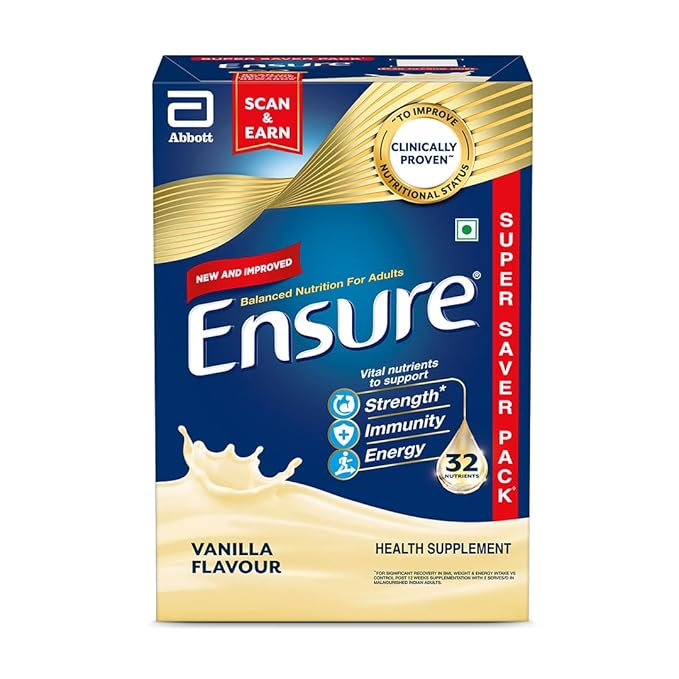 SUPER SAVER PACK
Abbott
SCAN
&
EARN
TO IMPROVE
CLINICALLY
PROVEN~
NUTRITIONAL STATUS
NEW AND IMPROVED
Balanced Nutrition For Adults
Ensure®
Vital nutrients
to support
Strength*
Immunity
Energy
32
NUTRIENTS
SUPER SAVER PACK
VANILLA
FLAVOUR
HEALTH SUPPLEMENT
FOR SIGNIFICANT RECOVERY IN BMI, WEIGHT & ENERGY INTAKE VS
CONTROL POST 12 WEEKS SUPPLEMENTATION WITH 2 SERVES/D IN
MALNOURISHED INDIAN ADULTS.